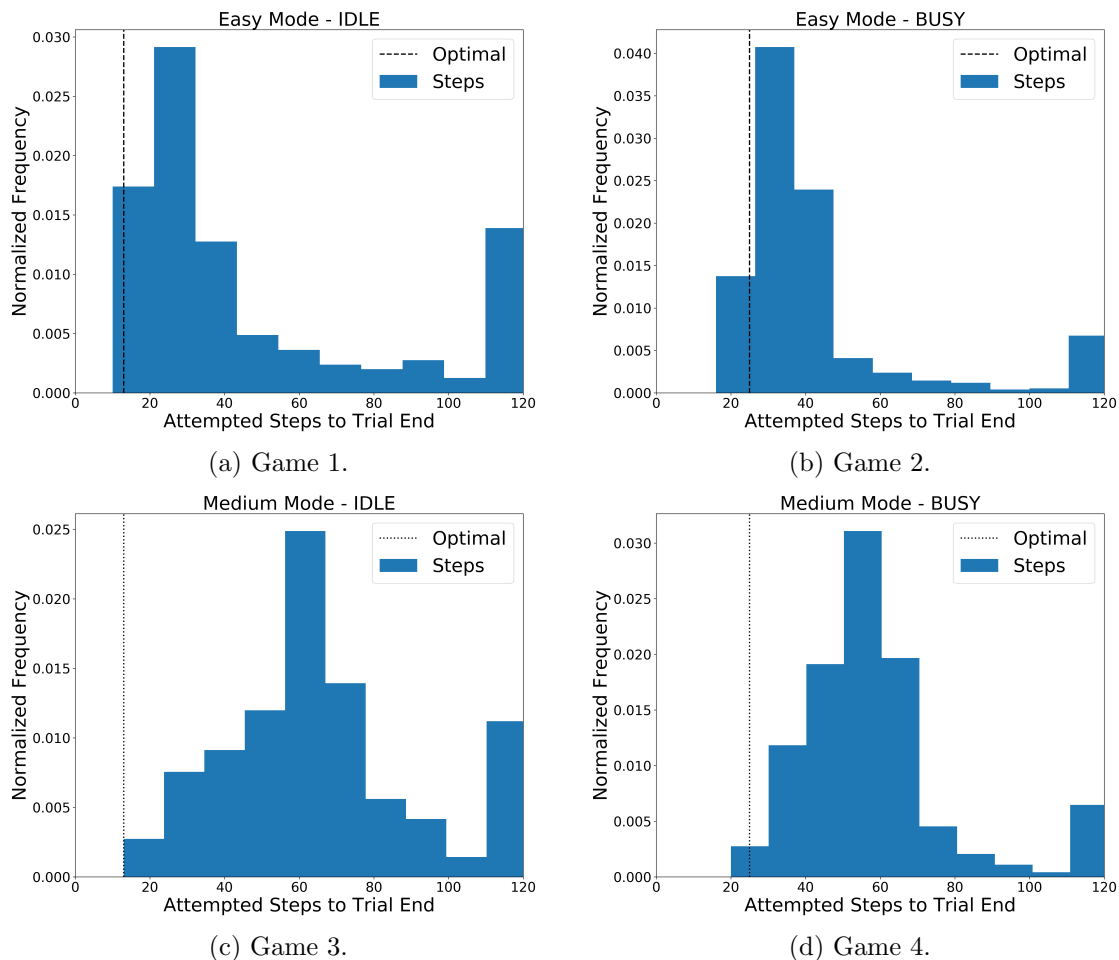 Easy Mode - IDLE
0.030
0.025
0.020
0.015
0.010
0.005
0.000
Normalized Frequency
Optimal
Steps
0 20 40 60 80 100 120
Attempted Steps to Trial End
(a) Game 1.
Easy Mode - BUSY
0.040
0.035
0.030
0.025
0.020
0.015
0.010
0.005
0.000
Normalized Frequency
Optimal
Steps
0 20 40 60 80 100 120
Attempted Steps to Trial End
(b) Game 2.
Medium Mode - IDLE
0.025
0.020
0.015
0.010
0.005
0.000
Normalized Frequency
Optimal
Steps
0 20 40 60 80 100 120
Attempted Steps to Trial End
(c) Game 3.
Medium Mode - BUSY
0.030
0.025
0.020
0.015
0.010
0.005
0.000
Normalized Frequency
Optimal
Steps
0 20 40 60 80 100 120
Attempted Steps to Trial End
(d) Game 4.